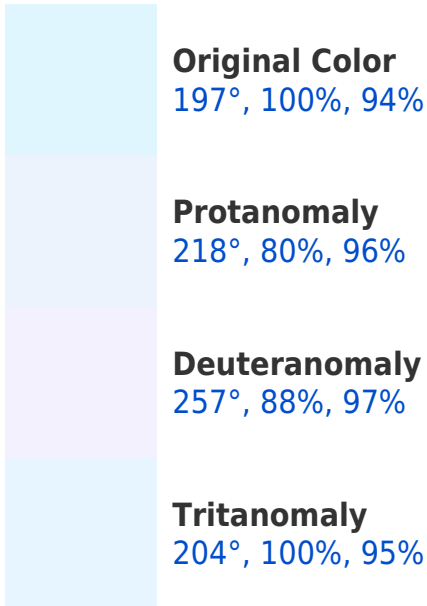 Original Color
197°, 100%, 94%
Protanomaly
218°, 80%, 96%
Deuteranomaly
257°, 88%, 97%
Tritanomaly
204°, 100%, 95%